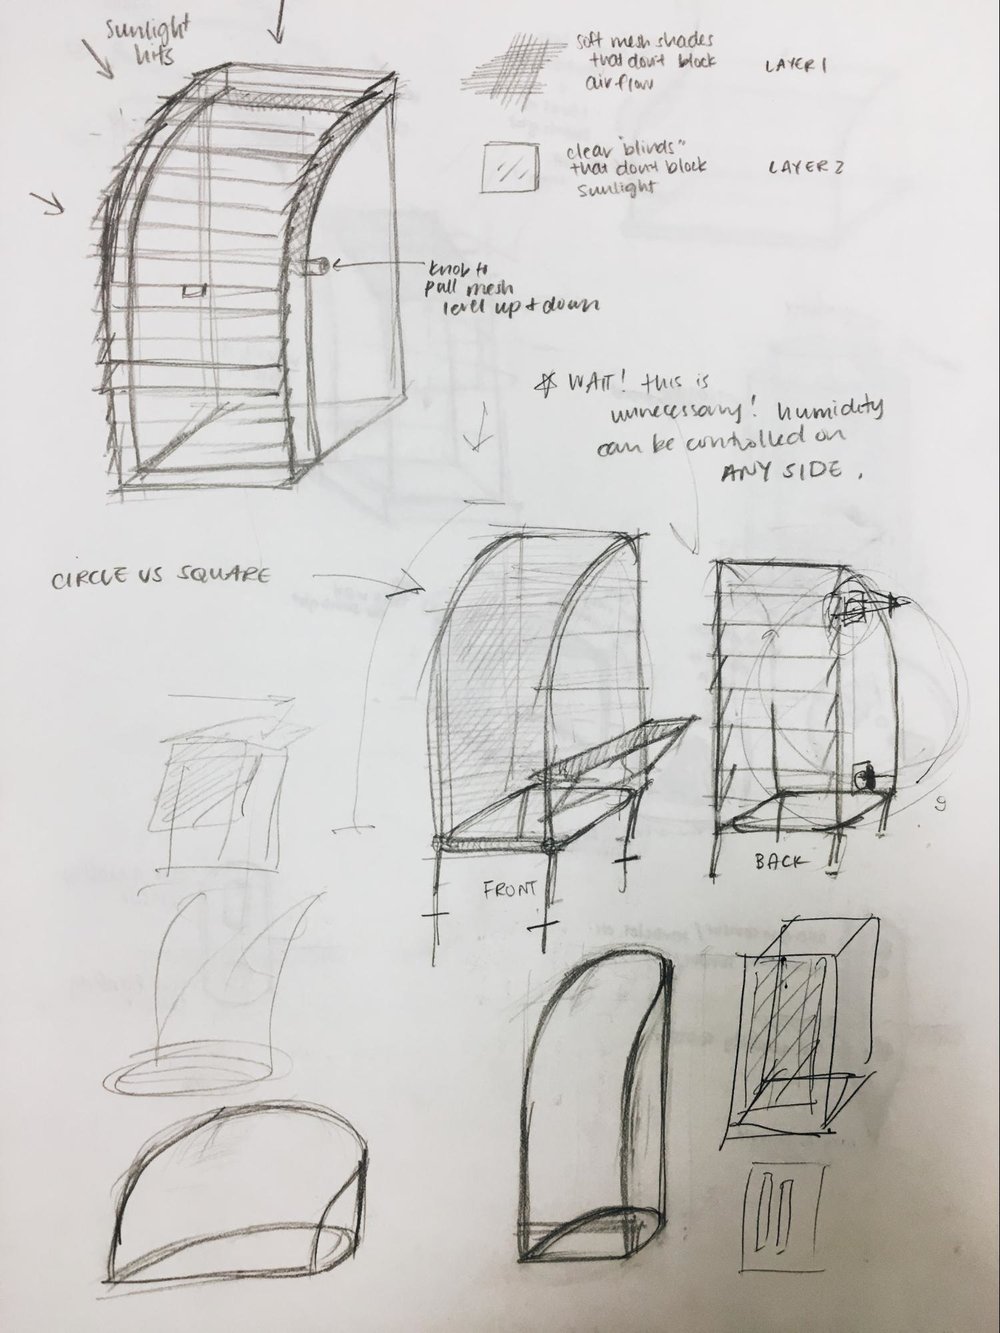 Sunlight
hits
soft mesh shades
that don't block
airflow
LAYER 1
clear "blinds"
that don't block
sunlight
LAYER 2
knob to
pull mesh
level up + down
WAIT! this is
unnecessary! humidity
can be controlled on
ANY SIDE.
CIRCLE VS SQUARE
FRONT
BACK